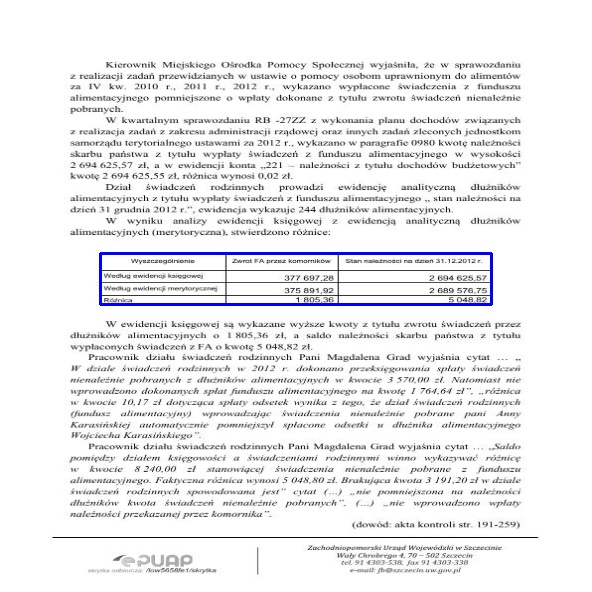 Kierownik Miejskiego Ośrodka Pomocy Społecznej wyjaśniła, że w sprawozdaniu
z realizacji zadań przewidzianych w ustawie o pomocy osobom uprawnionym do alimentów
za IV kw. 2010 r., 2011 r., 2012 r., wykazano wypłacone świadczenia z funduszu
alimentacyjnego pomniejszone o wpłaty dokonane z tytułu zwrotu świadczeń nienależnie
pobranych.
W kwartalnym sprawozdaniu RB -27ZZ z wykonania planu dochodów związanych
z realizacja zadań z zakresu administracji rządowej oraz innych zadań zleconych jednostkom
samorządu terytorialnego ustawami za 2012 r., wykazano w paragrafie 0980 kwotę należności
skarbu państwa z tytułu wypłaty świadczeń z funduszu alimentacyjnego w wysokości
2 694 625,57 zł, a w ewidencji konta „221 – należności z tytułu dochodów budżetowych”
kwotę 2 694 625,55 zł, różnica wynosi 0,02 zł.
Dział świadczeń rodzinnych prowadzi ewidencję analityczną dłużników
alimentacyjnych z tytułu wypłaty świadczeń z funduszu alimentacyjnego „ stan należności na
dzień 31 grudnia 2012 r.”, ewidencja wykazuje 244 dłużników alimentacyjnych.
W wyniku analizy ewidencji księgowej z ewidencją analityczną dłużników
alimentacyjnych (merytoryczna), stwierdzono różnice:
Wyszczególnienie Zwrot FA przez komorników Stan należności na dzień 31.12.2012 r.
Według ewidencji księgowej 377 697,28 2 694 625,57
Według ewidencji merytorycznej 375 891,92 2 689 576,75
Różnica 1 805,36 5 048,82
W ewidencji księgowej są wykazane wyższe kwoty z tytułu zwrotu świadczeń przez
dłużników alimentacyjnych o 1 805,36 zł, a saldo należności skarbu państwa z tytułu
wypłaconych świadczeń z FA o kwotę 5 048,82 zł.
Pracownik działu świadczeń rodzinnych Pani Magdalena Grad wyjaśnia cytat … „
W dziale świadczeń rodzinnych w 2012 r. dokonano przeksięgowania spłaty świadczeń
nienależnie pobranych z dłużników alimentacyjnych w kwocie 3 570,00 zł. Natomiast nie
wprowadzono dokonanych spłat funduszu alimentacyjnego na kwotę 1 764,64 zł”, „różnica
w kwocie 10,17 zł dotycząca spłaty odsetek wynika z tego, że dział świadczeń rodzinnych
(fundusz alimentacyjny) wprowadzając świadczenia nienależnie pobrane pani Anny
Karasińskiej automatycznie pomniejszył spłacone odsetki u dłużnika alimentacyjnego
Wojciecha Karasińskiego”.
Pracownik działu świadczeń rodzinnych Pani Magdalena Grad wyjaśnia cytat … „Saldo
pomiędzy działem księgowości a świadczeniami rodzinnymi winno wykazywać różnicę
w kwocie 8 240,00 zł stanowiącej świadczenia nienależnie pobrane z funduszu
alimentacyjnego. Faktyczna różnica wynosi 5 048,80 zł. Brakująca kwota 3 191,20 zł w dziale
świadczeń rodzinnych spowodowana jest” cytat (…) „nie pomniejszona na należności
dłużników kwota świadczeń nienależnie pobranych”, (…) „nie wprowadzono wpłaty
należności przekazanej przez komornika”.
(dowód: akta kontroli str. 191-259)
ePUAP
skrytka odbiorcza: /low5658fe1/skrytka
Zachodniopomorski Urząd Wojewódzki w Szczecinie
Wały Chrobrego 4, 70 – 502 Szczecin
tel. 91 4303-538, fax 91 4303-338
e-mail: fb@szczecin.uw.gov.pl